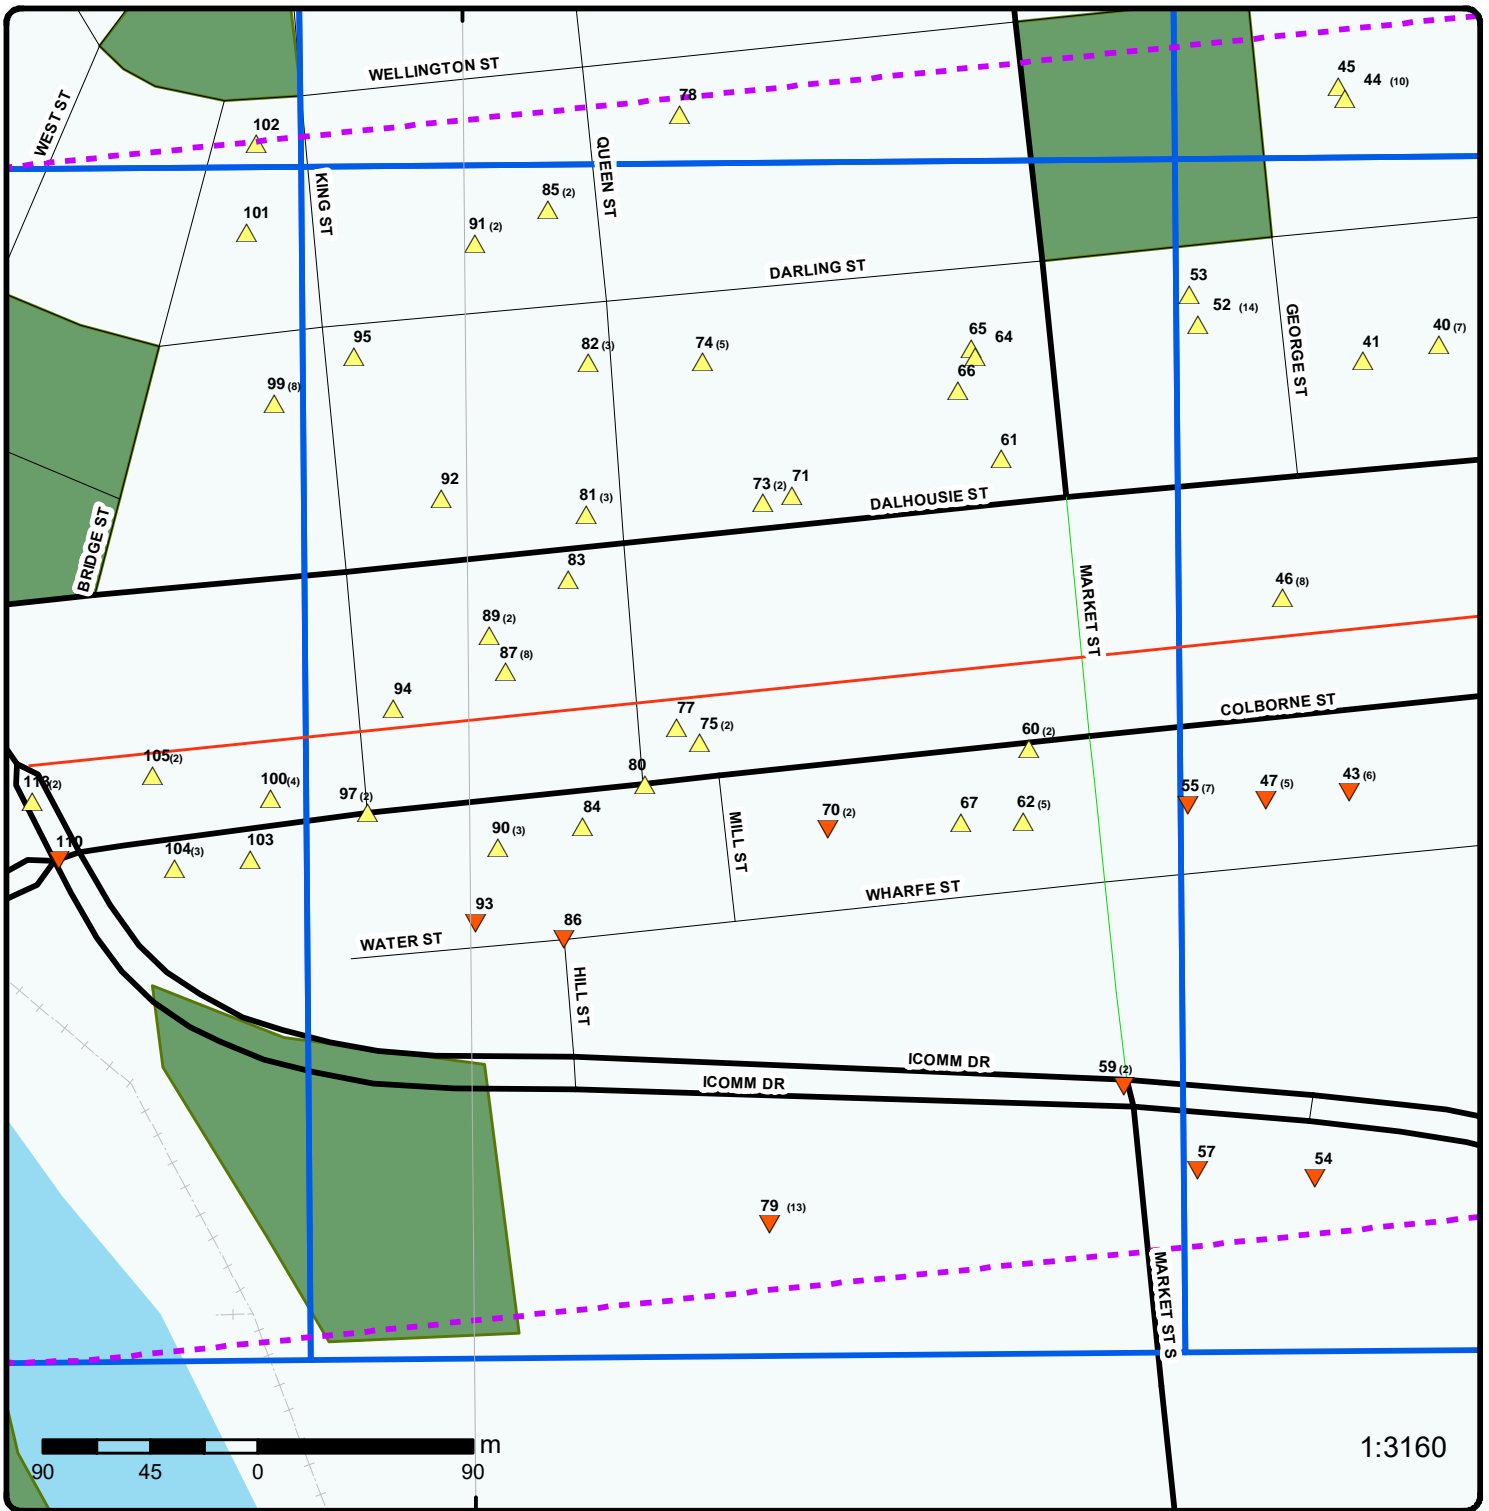 45
44 (10)
WELLINGTON ST
78
WEST ST
102
QUEEN ST
KING ST
85 (2)
101
91 (2)
DARLING ST
53
52 (14)
GEORGE ST
95
82 (3)
74 (5)
65
64
66
41
40 (7)
99 (8)
61
92
81 (3)
73 (2)
71
DALHOUSIE ST
BRIDGE ST
83
MARKET ST
46 (8)
89 (2)
87 (8)
94
77
75 (2)
60 (2)
COLBORNE ST
105 (2)
113 (2)
100 (4)
97 (2)
80
84
70 (2)
67
62 (5)
55 (7)
47 (5)
43 (6)
110
104 (3)
103
90 (3)
MILL ST
WHARFE ST
93
86
WATER ST
HILL ST
ICOMM DR
ICOMM DR
59 (2)
57
54
79 (13)
MARKET ST S
m
90 45 0 90
1:3160